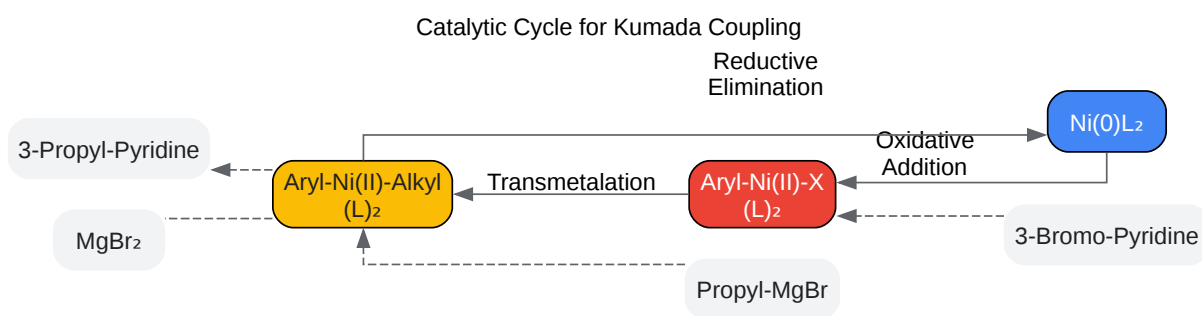 Catalytic Cycle for Kumada Coupling
Reductive
Elimination
Ni(0)L₂
3-Propyl-Pyridine
Oxidative
Addition
Aryl-Ni(II)-Alkyl
(L)₂
Transmetalation
Aryl-Ni(II)-X
(L)₂
MgBr₂
3-Bromo-Pyridine
Propyl-MgBr